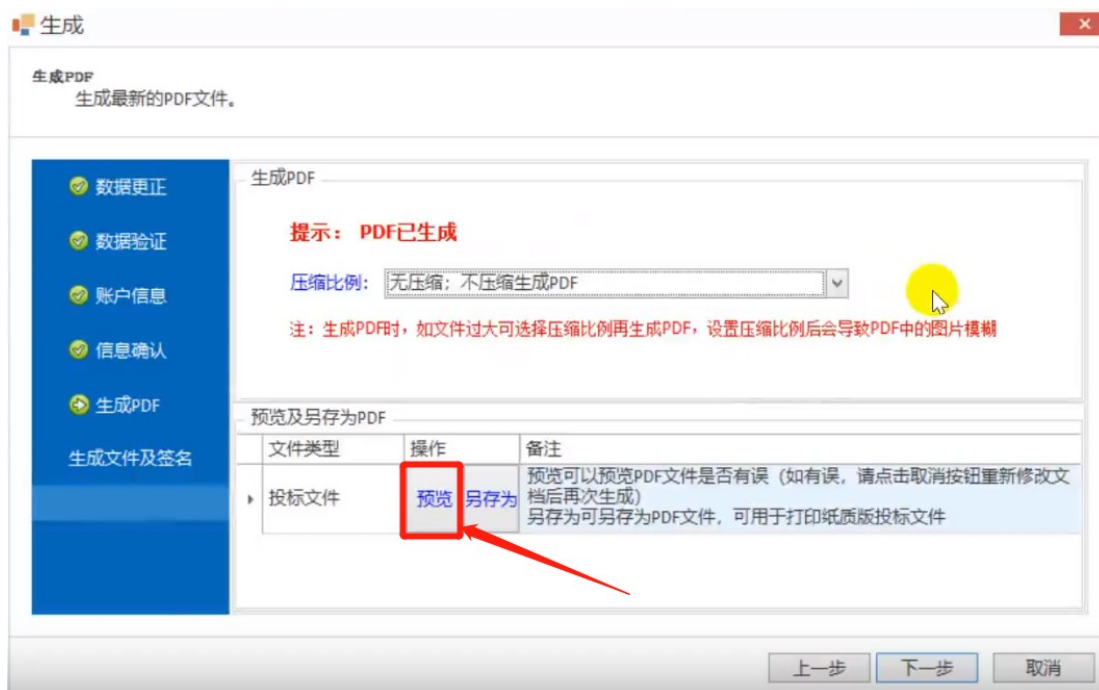 生成
生成PDF
生成最新的PDF文件。
数据更正
数据验证
账户信息
信息确认
生成PDF
生成文件及签名
生成PDF
提示： PDF已生成
压缩比例： 无压缩；不压缩生成PDF
注：生成PDF时，如文件过大可选择压缩比例再生成PDF，设置压缩比例后会导致PDF中的图片模糊
预览及另存为PDF
文件类型 操作 备注
投标文件 预览 另存为 预览可以预览PDF文件是否有误（如有误，请点击取消按钮重新修改文
档后再次生成）
另存为可另存为PDF文件，可用于打印纸质版投标文件
上一步 下一步 取消